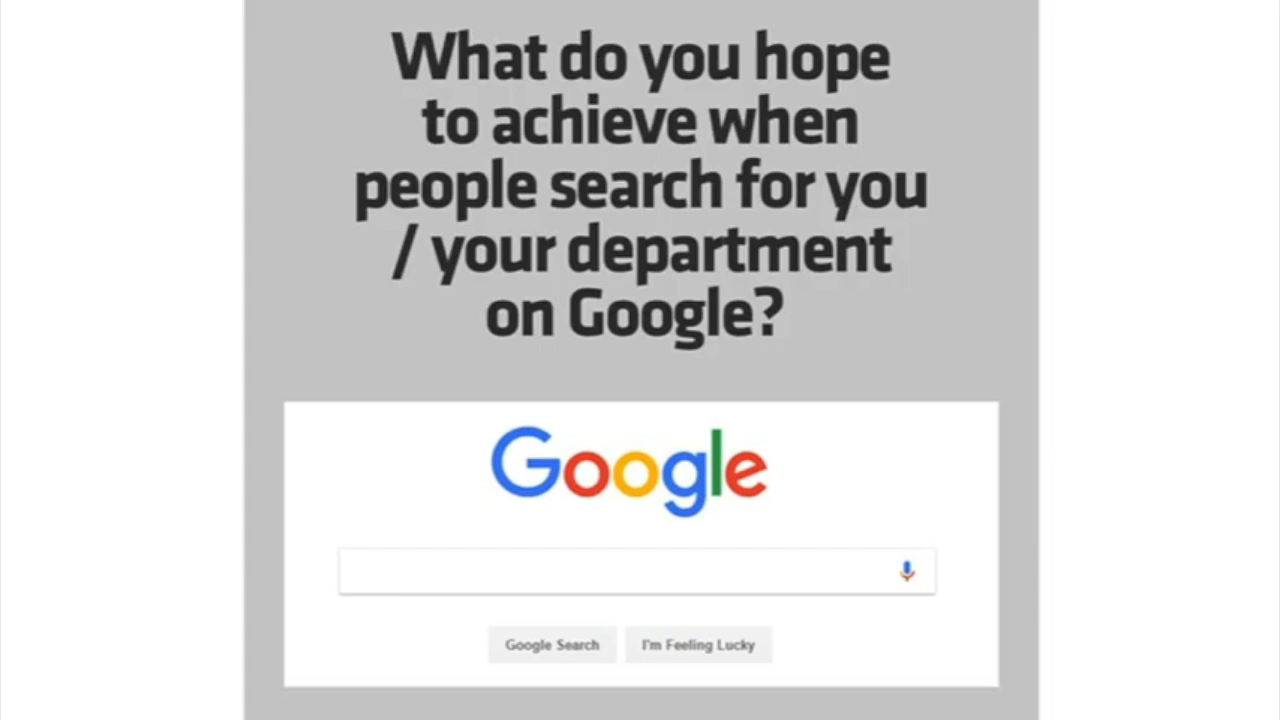 What do you hope
to achieve when
people search for you
/ your department
on Google?
Google
Google Search
I'm Feeling Lucky